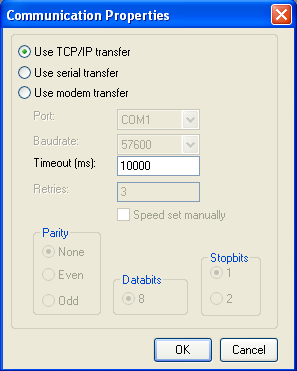 Communication Properties
Use TCP/IP transfer
Use serial transfer
Use modem transfer
Port: COM1
Baudrate: 57600
Timeout (ms): 10000
Retries: 3
Speed set manually
Parity
None
Even
Odd
Databits
8
Stopbits
1
2
OK Cancel